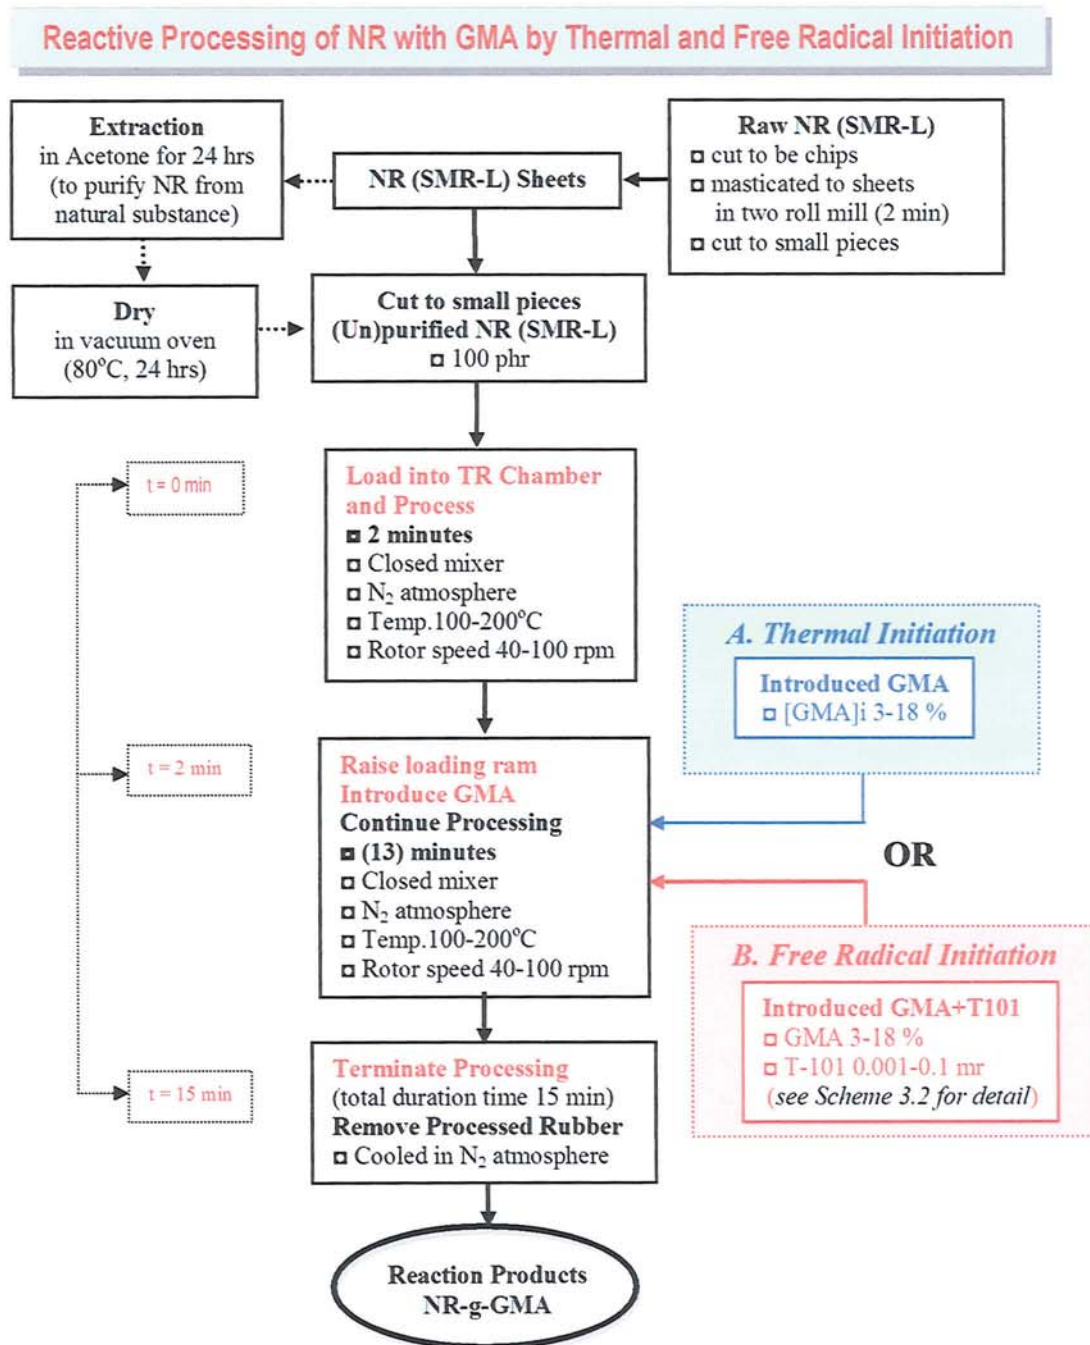 Reactive Processing of NR with GMA by Thermal and Free Radical Initiation
Extraction
in Acetone for 24 hrs
(to purify NR from
natural substance)
NR (SMR-L) Sheets
Raw NR (SMR-L)
◘ cut to be chips
◘ masticated to sheets
in two roll mill (2 min)
◘ cut to small pieces
Dry
in vacuum oven
(80°C, 24 hrs)
Cut to small pieces
(Un)purified NR (SMR-L)
◘ 100 phr
t = 0 min
Load into TR Chamber
and Process
◘ 2 minutes
◘ Closed mixer
◘ N₂ atmosphere
◘ Temp.100-200°C
◘ Rotor speed 40-100 rpm
A. Thermal Initiation
Introduced GMA
◘ [GMA]i 3-18 %
t = 2 min
Raise loading ram
Introduce GMA
Continue Processing
◘ (13) minutes
◘ Closed mixer
◘ N₂ atmosphere
◘ Temp.100-200°C
◘ Rotor speed 40-100 rpm
OR
B. Free Radical Initiation
Introduced GMA+T101
◘ GMA 3-18 %
◘ T-101 0.001-0.1 mr
(see Scheme 3.2 for detail)
t = 15 min
Terminate Processing
(total duration time 15 min)
Remove Processed Rubber
◘ Cooled in N₂ atmosphere
Reaction Products
NR-g-GMA